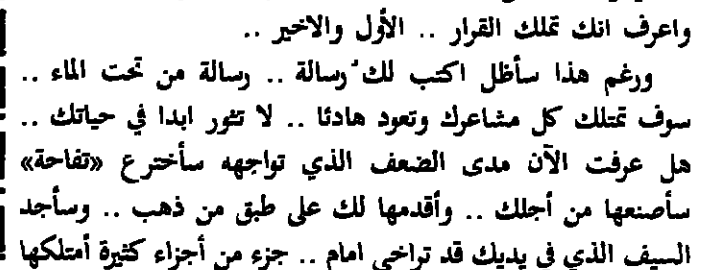 واعرف انك تملك القرار .. الأول والاخير ..
ورغم هذا سأظل اكتب لك رسالة .. رسالة من تحت الماء ..
سوف تمتلك كل مشاعرك وتعود هادئا .. لا تثور ابدا في حياتك ..
هل عرفت الآن مدى الضعف الذي تواجهه سأخترع «تفاحة»
سأصنعها من أجلك .. وأقدمها لك على طبق من ذهب .. وسأجد
السيف الذي في يديك قد تراخى امام .. جزء من أجزاء كثيرة أمتلكها